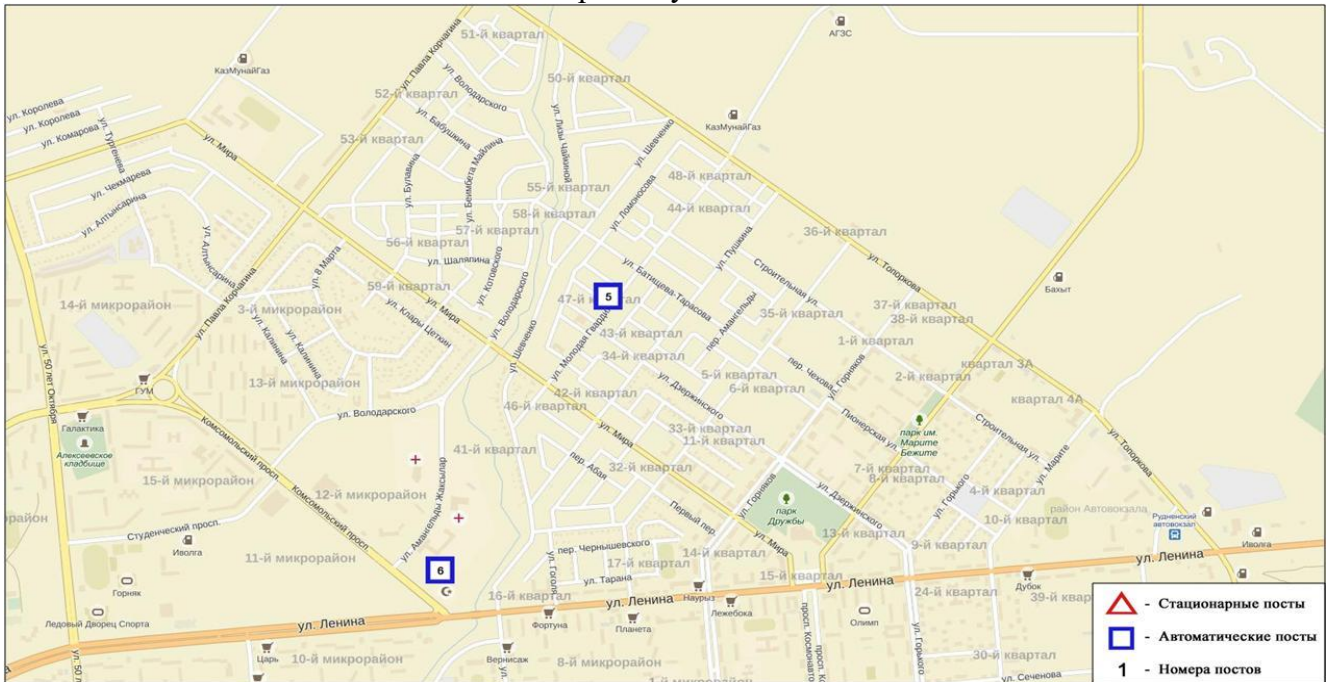 51-й квартал
АГЗС
КазМунайГаз
ул. Павла Корчагина
50-й квартал
ул. Володарского
52-й квартал
ул. Королева
ул. Королева
ул. Комарова
ул. Тургенева
ул. Бабушкина
ул. Лизы Чайкиной
КазМунайГаз
ул. Шевченко
ул. Мира
53-й квартал
ул. Беимбета Майлина
ул. Булавина
48-й квартал
ул. Чекмарева
55-й квартал
ул. Ломоносова
44-й квартал
ул. Алтынсарина
58-й квартал
57-й квартал
36-й квартал
ул. Пушкина
56-й квартал
ул. Алтынсарина
ул. 8 Марта
ул. Шаляпина
ул. Котовского
ул. Батищева-Тарасова
Строительная ул.
ул. Топоркова
Бахыт
59-й квартал
47-й квартал
5
14-й микрорайон
3-й микрорайон
ул. Павла Корчагина
ул. Мира
ул. Володарского
37-й квартал
35-й квартал
38-й квартал
ул. Клары Цеткин
ул. Молодая Гвардия
43-й квартал
пер. Амангельды
1-й квартал
ул. Калинина
ул. Калинина
ул. Шевченко
34-й квартал
ул. 50 лет Октября
13-й микрорайон
5-й квартал
6-й квартал
пер. Чехова
ул. Горняков
2-й квартал
квартал 3А
ГУМ
42-й квартал
ул. Дзержинского
квартал 4А
46-й квартал
ул. Володарского
Галактика
Пионерская ул.
парк им.
Марите
Бежите
Строительная ул.
ул. Топоркова
Алексеевское
кладбище
Комсомольский просп.
41-й квартал
ул. Мира
33-й квартал
11-й квартал
ул. Марите
пер. Абая
32-й квартал
7-й квартал
8-й квартал
15-й микрорайон
12-й микрорайон
ул. Горняков
парк
Дружбы
ул. Дзержинского
ул. Горького
4-й квартал
район Автовокзала
Комсомольский просп.
ул. Амангельды Жаксылар
Первый пер.
10-й квартал
Рудненский
автовокзал
Студенческий просп.
Иволга
13-й квартал
ул. Мира
9-й квартал
Иволга
11-й микрорайон
пер. Чернышевского
14-й квартал
17-й квартал
6
ул. Гоголя
ул. Тарана
15-й квартал
ул. Ленина
ул. Ленина
Горняк
16-й квартал
Наурыз
Дубок
ул. Ленина
Лежебока
24-й квартал
Ледовый Дворец Спорта
ул. Ленина
Фортуна
Планета
Олимп
Царь
10-й микрорайон
Вернисаж
8-й микрорайон
ул. Горького
30-й квартал
ул. Сеченова
- Стационарные посты
- Автоматические посты
1 - Номера постов